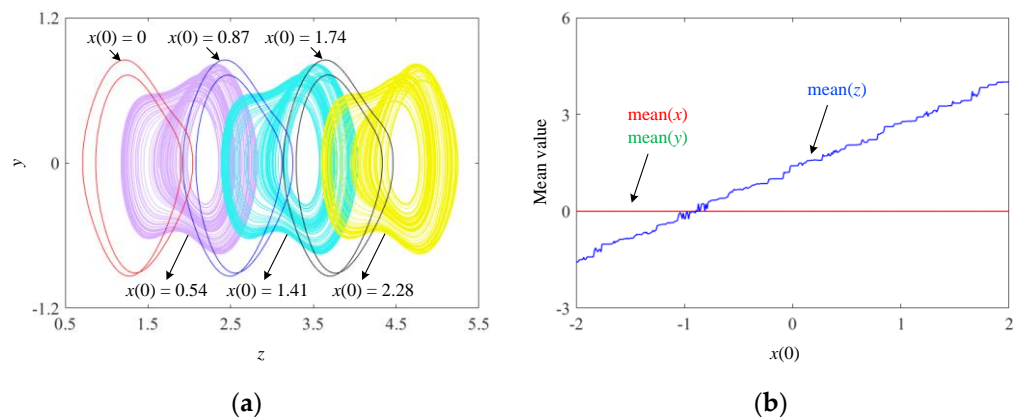 1.2
x(0) = 0 x(0) = 0.87 x(0) = 1.74
y
0
x(0) = 0.54 x(0) = 1.41 x(0) = 2.28
-1.2
0.5 1.5 2.5 3.5 4.5 5.5
z
(a)
6
mean(z)
mean(x)
3
mean(y)
Mean value
0
-3
-2 -1 0 1 2
x(0)
(b)